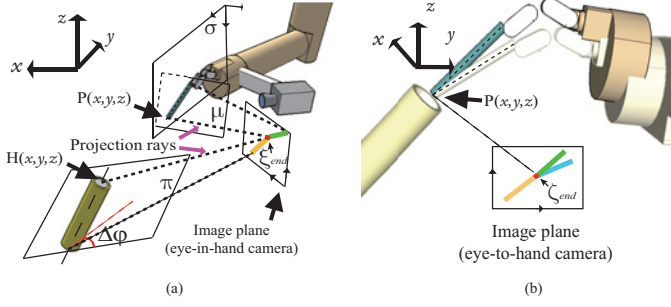 z
y
x
σ
P(x,y,z)
μ
Projection rays
H(x,y,z)
ξend
π
Δφ
Image plane
(eye-in-hand camera)
(a)
z
x
y
P(x,y,z)
ζend
Image plane
(eye-to-hand camera)
(b)